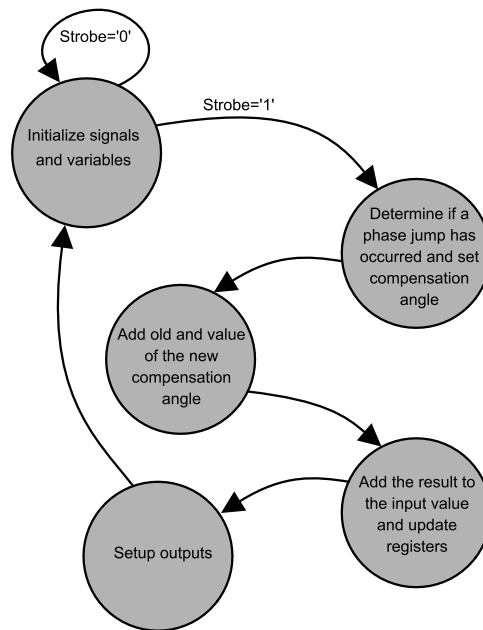 Strobe='0'
Strobe='1'
Initialize signals
and variables
Determine if a
phase jump has
occurred and set
compensation
angle
Add old and value
of the new
compensation
angle
Add the result to
the input value
and update
registers
Setup outputs